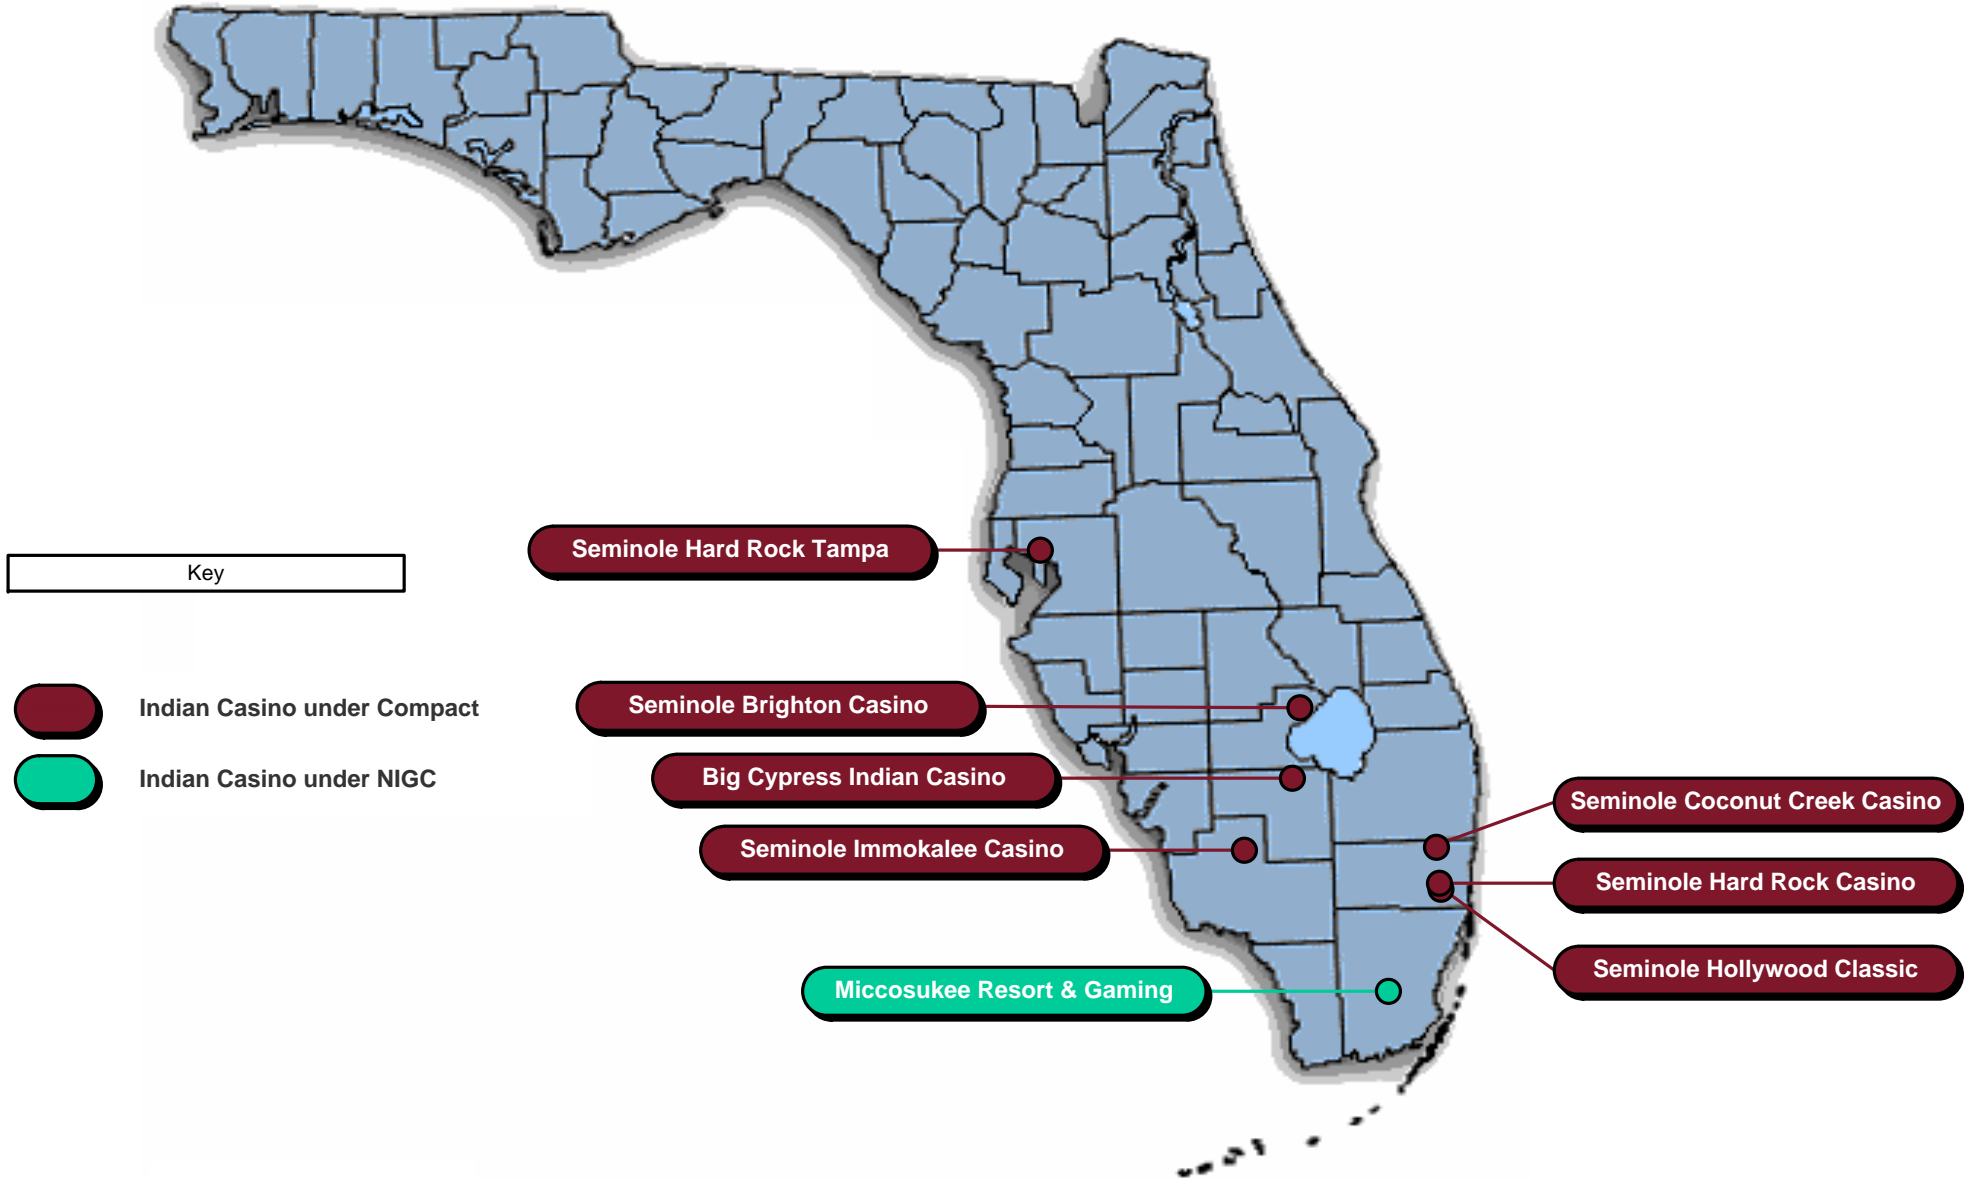 Seminole Hard Rock Tampa
Key
Indian Casino under Compact
Indian Casino under NIGC
Seminole Brighton Casino
Big Cypress Indian Casino
Seminole Immokalee Casino
Miccosukee Resort & Gaming
Seminole Coconut Creek Casino
Seminole Hard Rock Casino
Seminole Hollywood Classic